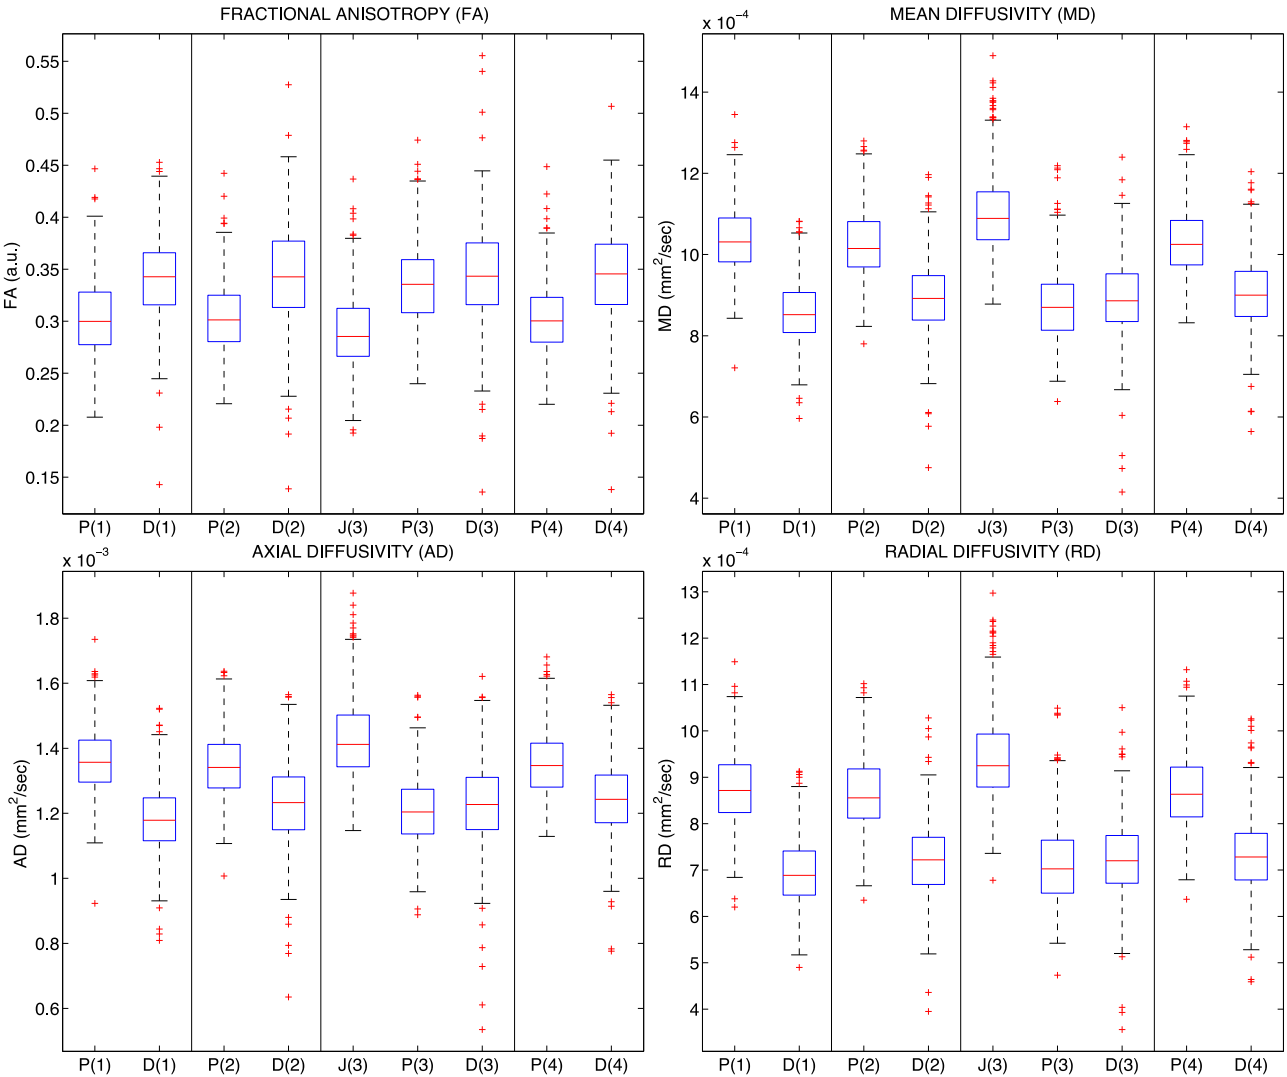 FRACTIONAL ANISOTROPY (FA)
FA (a.u.)
0.55
0.5
0.45
0.4
0.35
0.3
0.25
0.2
0.15
P(1) D(1) P(2) D(2) J(3) P(3) D(3) P(4) D(4)
MEAN DIFFUSIVITY (MD)
x 10⁻⁴
MD (mm²/sec)
14
12
10
8
6
4
P(1) D(1) P(2) D(2) J(3) P(3) D(3) P(4) D(4)
AXIAL DIFFUSIVITY (AD)
x 10⁻³
AD (mm²/sec)
1.8
1.6
1.4
1.2
1
0.8
0.6
P(1) D(1) P(2) D(2) J(3) P(3) D(3) P(4) D(4)
RADIAL DIFFUSIVITY (RD)
x 10⁻⁴
RD (mm²/sec)
13
12
11
10
9
8
7
6
5
4
P(1) D(1) P(2) D(2) J(3) P(3) D(3) P(4) D(4)